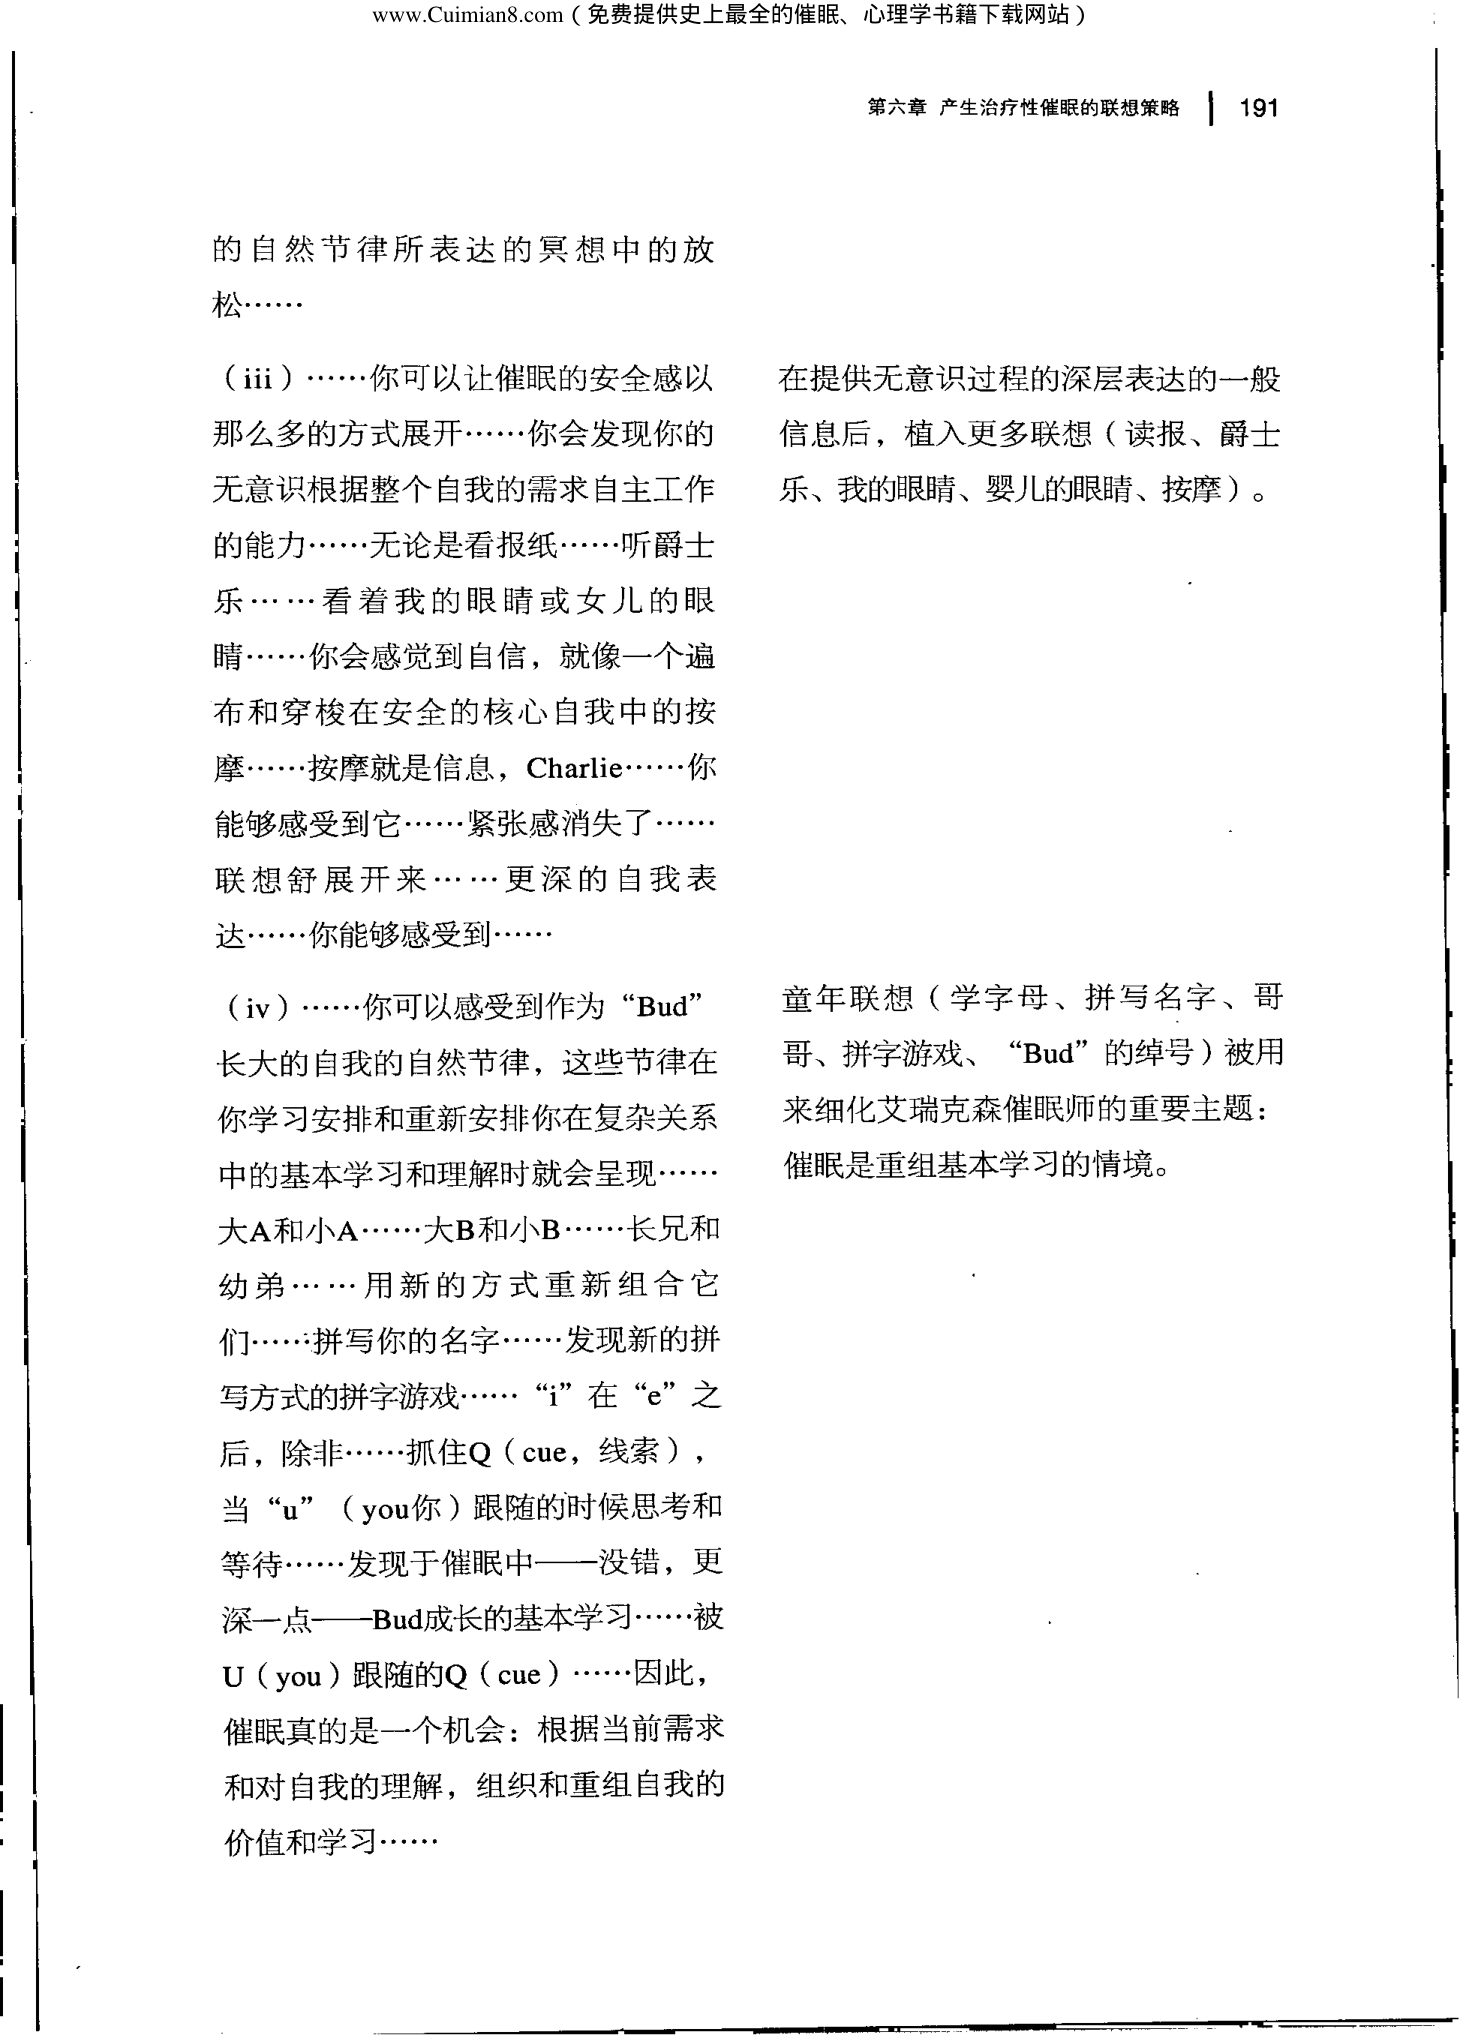 www.Cuimian8.com（免费提供史上最全的催眠、心理学书籍下载网站）
第六章 产生治疗性催眠的联想策略 191
的自然节律所表达的冥想中的放
松……
（iii）……你可以让催眠的安全感以
那么多的方式展开……你会发现你的
无意识根据整个自我的需求自主工作
的能力……无论是看报纸……听爵士
乐……看着我的眼睛或女儿的眼
睛……你会感觉到自信，就像一个遍
布和穿梭在安全的核心自我中的按
摩……按摩就是信息，Charlie……你
能够感受到它……紧张感消失了……
联想舒展开来……更深的自我表
达……你能够感受到……
在提供无意识过程的深层表达的一般
信息后，植入更多联想（读报、爵士
乐、我的眼睛、婴儿的眼睛、按摩）。
（iv）……你可以感受到作为“Bud”
长大的自我的自然节律，这些节律在
你学习安排和重新安排你在复杂关系
中的基本学习和理解时就会呈现……
大A和小A……大B和小B……长兄和
幼弟……用新的方式重新组合它
们……拼写你的名字……发现新的拼
写方式的拼字游戏……“i”在“e”之
后，除非……抓住Q（cue，线索），
当“u”（you你）跟随的时候思考和
等待……发现于催眠中——没错，更
深一点——Bud成长的基本学习……被
U（you）跟随的Q（cue）……因此，
催眠真的是一个机会：根据当前需求
和对自我的理解，组织和重组自我的
价值和学习……
童年联想（学字母、拼写名字、哥
哥、拼字游戏、“Bud”的绰号）被用
来细化艾瑞克森催眠师的重要主题：
催眠是重组基本学习的情境。